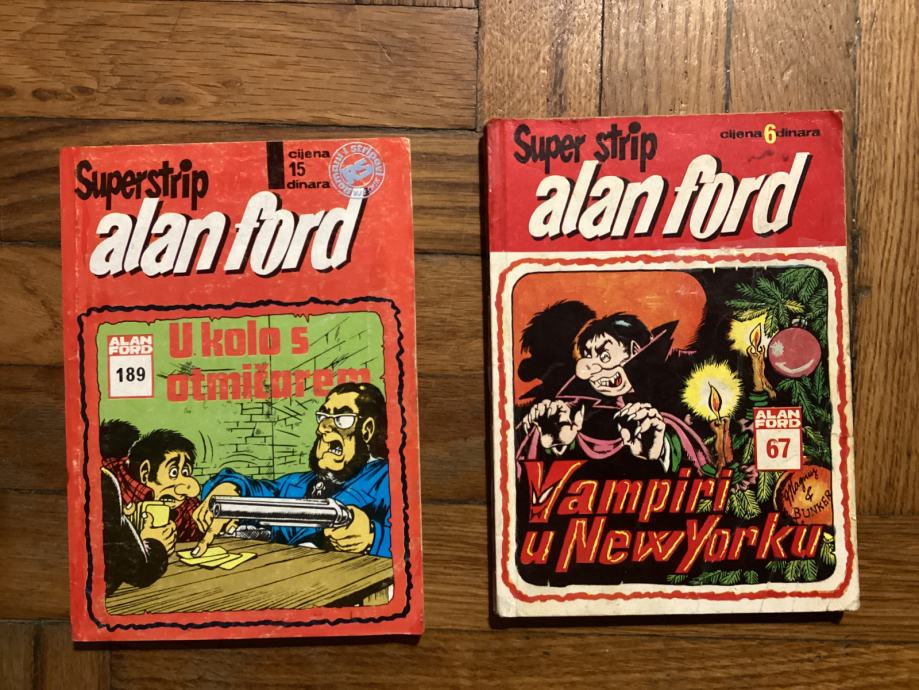 Superstrip
cijena
15
dinara
alan ford
ALAN
FORD
189
U kolo s
otmičarem
Super strip
cijena 6 dinara
alan ford
ALAN
FORD
67
Magnus
&
BUNKER
Vampiri
u New Yorku